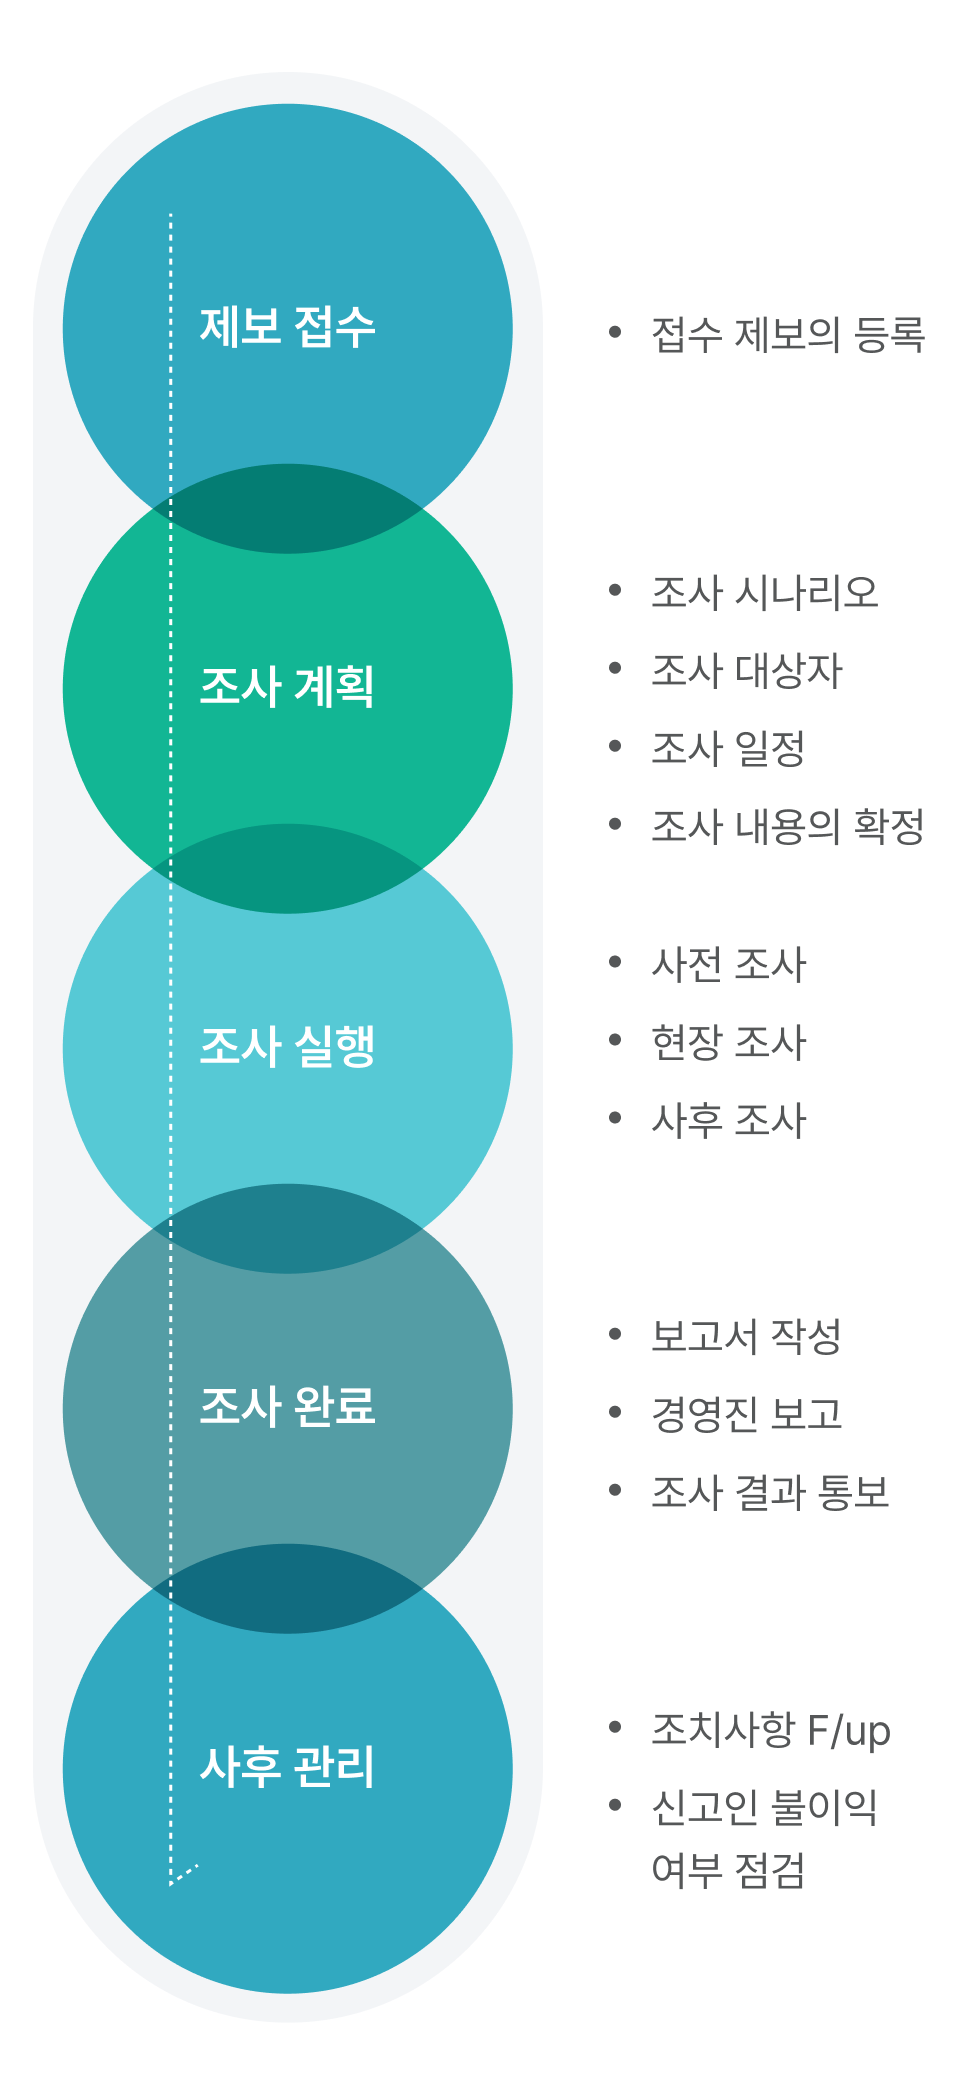 제보 접수
• 접수 제보의 등록
조사 계획
• 조사 시나리오
• 조사 대상자
• 조사 일정
• 조사 내용의 확정
조사 실행
• 사전 조사
• 현장 조사
• 사후 조사
조사 완료
• 보고서 작성
• 경영진 보고
• 조사 결과 통보
사후 관리
• 조치사항 F/up
• 신고인 불이익
여부 점검